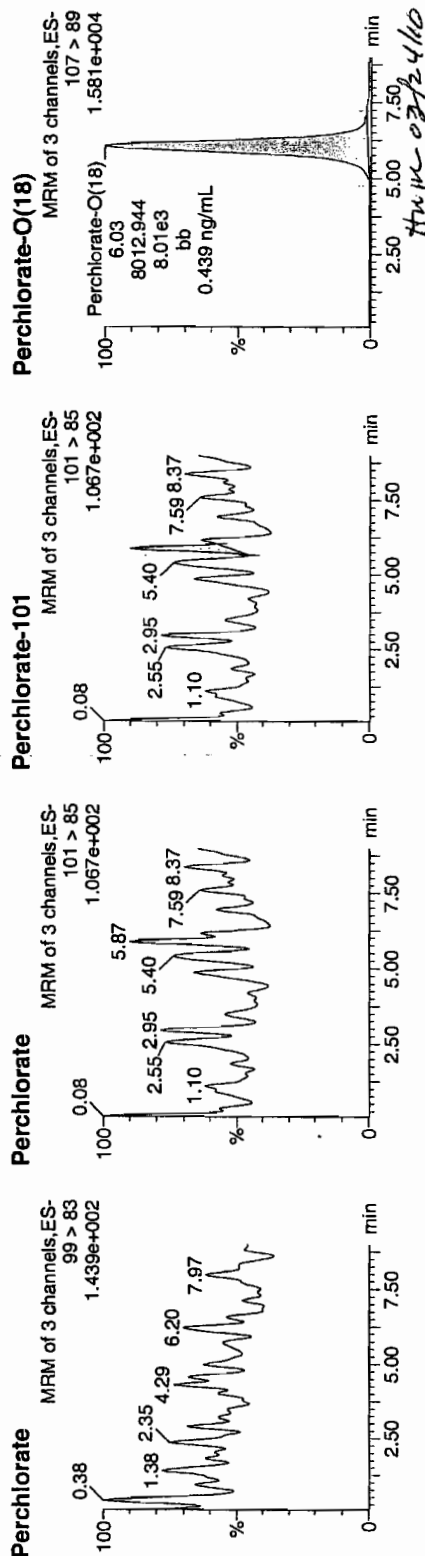 Perchlorate
MRM of 3 channels,ES-
99 > 83
1.439e+002
100
%
0
0.38
1.38
2.35
4.29
6.20
7.97
2.50
5.00
7.50
min
Perchlorate
MRM of 3 channels,ES-
101 > 85
1.067e+002
100
%
0
0.08
1.10
2.55
2.95
5.40
5.87
7.59
8.37
2.50
5.00
7.50
min
Perchlorate-101
MRM of 3 channels,ES-
101 > 85
1.067e+002
100
%
0
0.08
1.10
2.55
2.95
5.40
7.59
8.37
2.50
5.00
7.50
min
Perchlorate-O(18)
MRM of 3 channels,ES-
107 > 89
1.581e+004
100
%
0
Perchlorate-O(18)
6.03
8012.944
8.01e3
bb
0.439 ng/mL
2.50
5.00
7.50
min
03/24/10